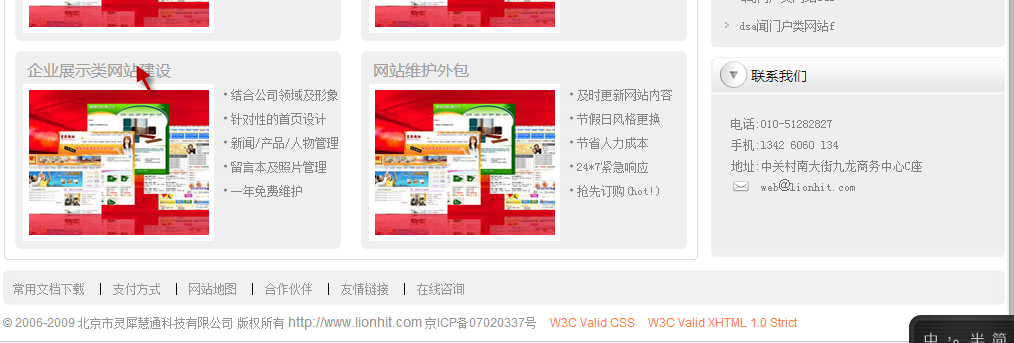 dsa闻门户类网站f
企业展示类网站建设
· 结合公司领域及形象
· 针对性的首页设计
· 新闻/产品/人物管理
· 留言本及照片管理
· 一年免费维护
网站维护外包
· 及时更新网站内容
· 节假日风格更换
· 节省人力成本
· 24*7紧急响应
· 抢先订购(hot!)
联系我们
电话:010-51282827
手机:1342 6060 134
地址:中关村南大街九龙商务中心C座
web@lionhit.com
常用文档下载 | 支付方式 | 网站地图 | 合作伙伴 | 友情链接 | 在线咨询
© 2006-2009 北京市灵犀慧通科技有限公司 版权所有 http://www.lionhit.com 京ICP备07020337号 W3C Valid CSS W3C Valid XHTML 1.0 Strict
中 半 简